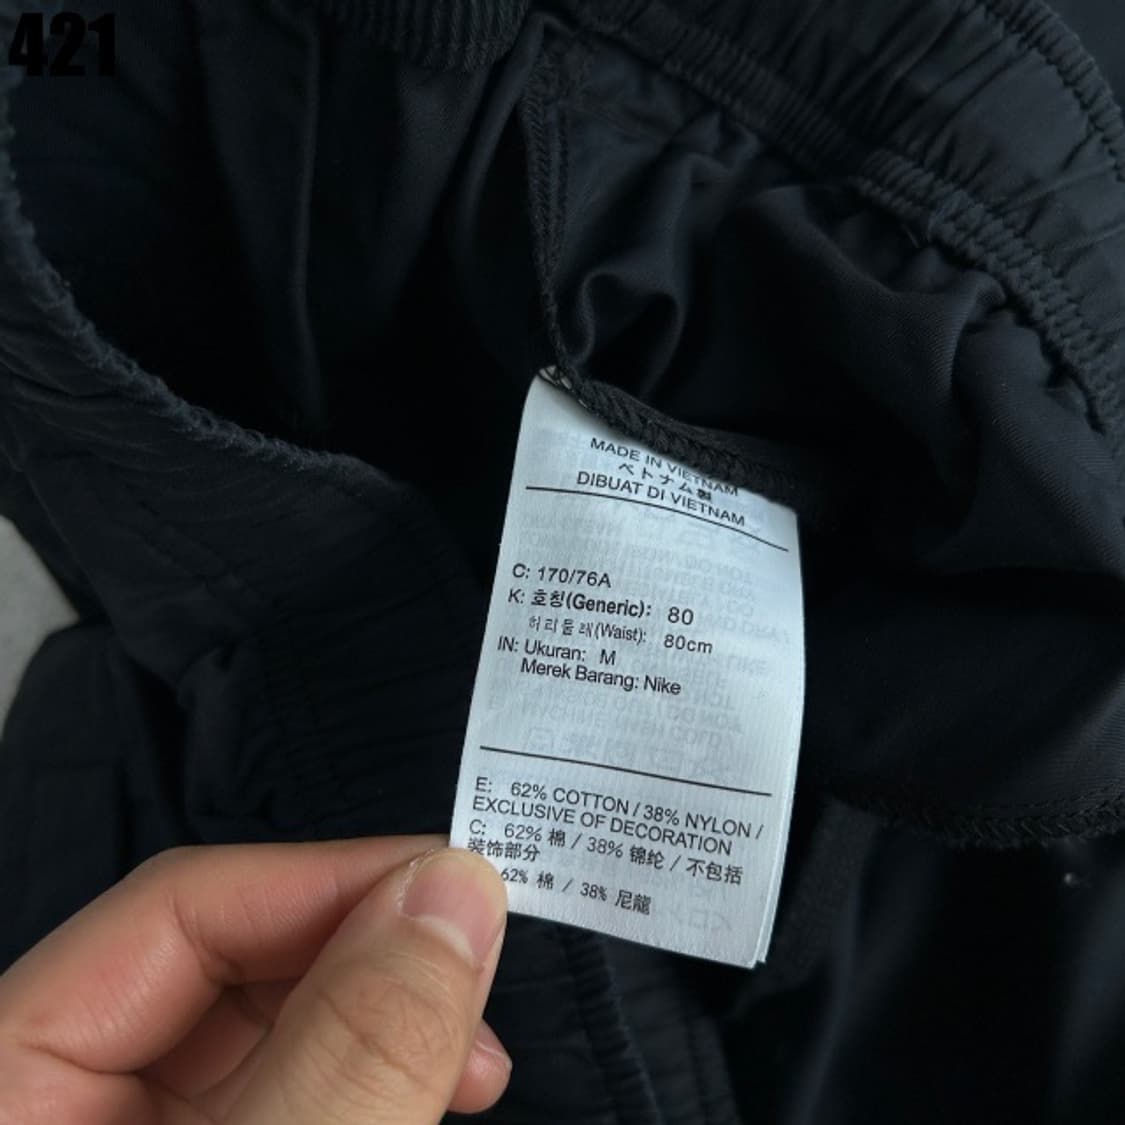 421
MADE IN VIETNAM
ベトナム製
DIBUAT DI VIETNAM
C: 170/76A
K: 호칭(Generic): 80
허리둘레(Waist): 80cm
IN: Ukuran: M
Merek Barang: Nike
E: 62% COTTON / 38% NYLON /
EXCLUSIVE OF DECORATION
C: 62% 棉 / 38% 锦纶 / 不包括
装饰部分
62% 棉 / 38% 尼龍